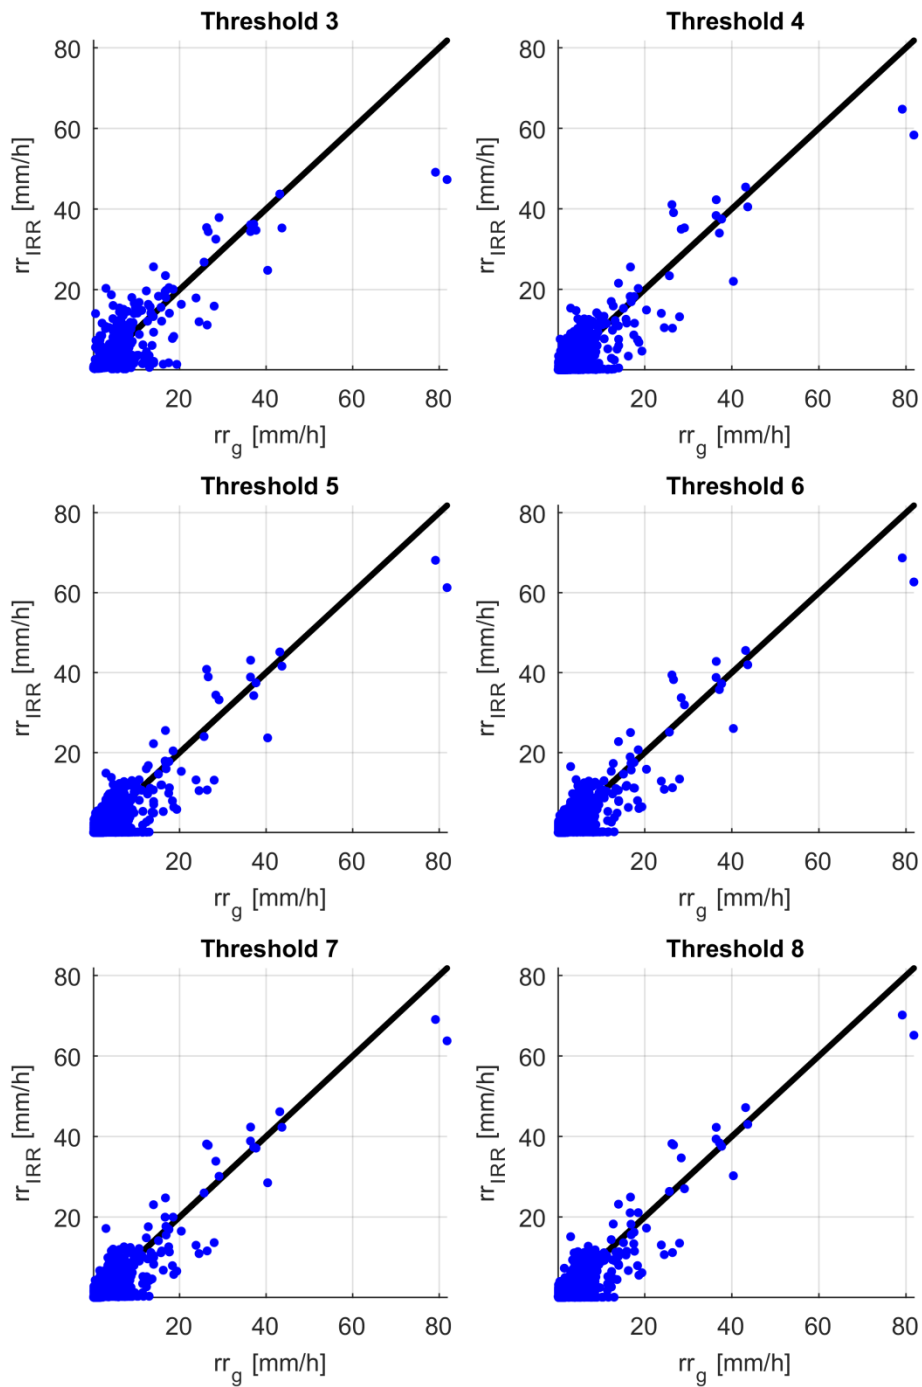 Threshold 3
80
60
40
20
rr_IRR [mm/h]
20 40 60 80
rr_g [mm/h]
Threshold 4
80
60
40
20
rr_IRR [mm/h]
20 40 60 80
rr_g [mm/h]
Threshold 5
80
60
40
20
rr_IRR [mm/h]
20 40 60 80
rr_g [mm/h]
Threshold 6
80
60
40
20
rr_IRR [mm/h]
20 40 60 80
rr_g [mm/h]
Threshold 7
80
60
40
20
rr_IRR [mm/h]
20 40 60 80
rr_g [mm/h]
Threshold 8
80
60
40
20
rr_IRR [mm/h]
20 40 60 80
rr_g [mm/h]